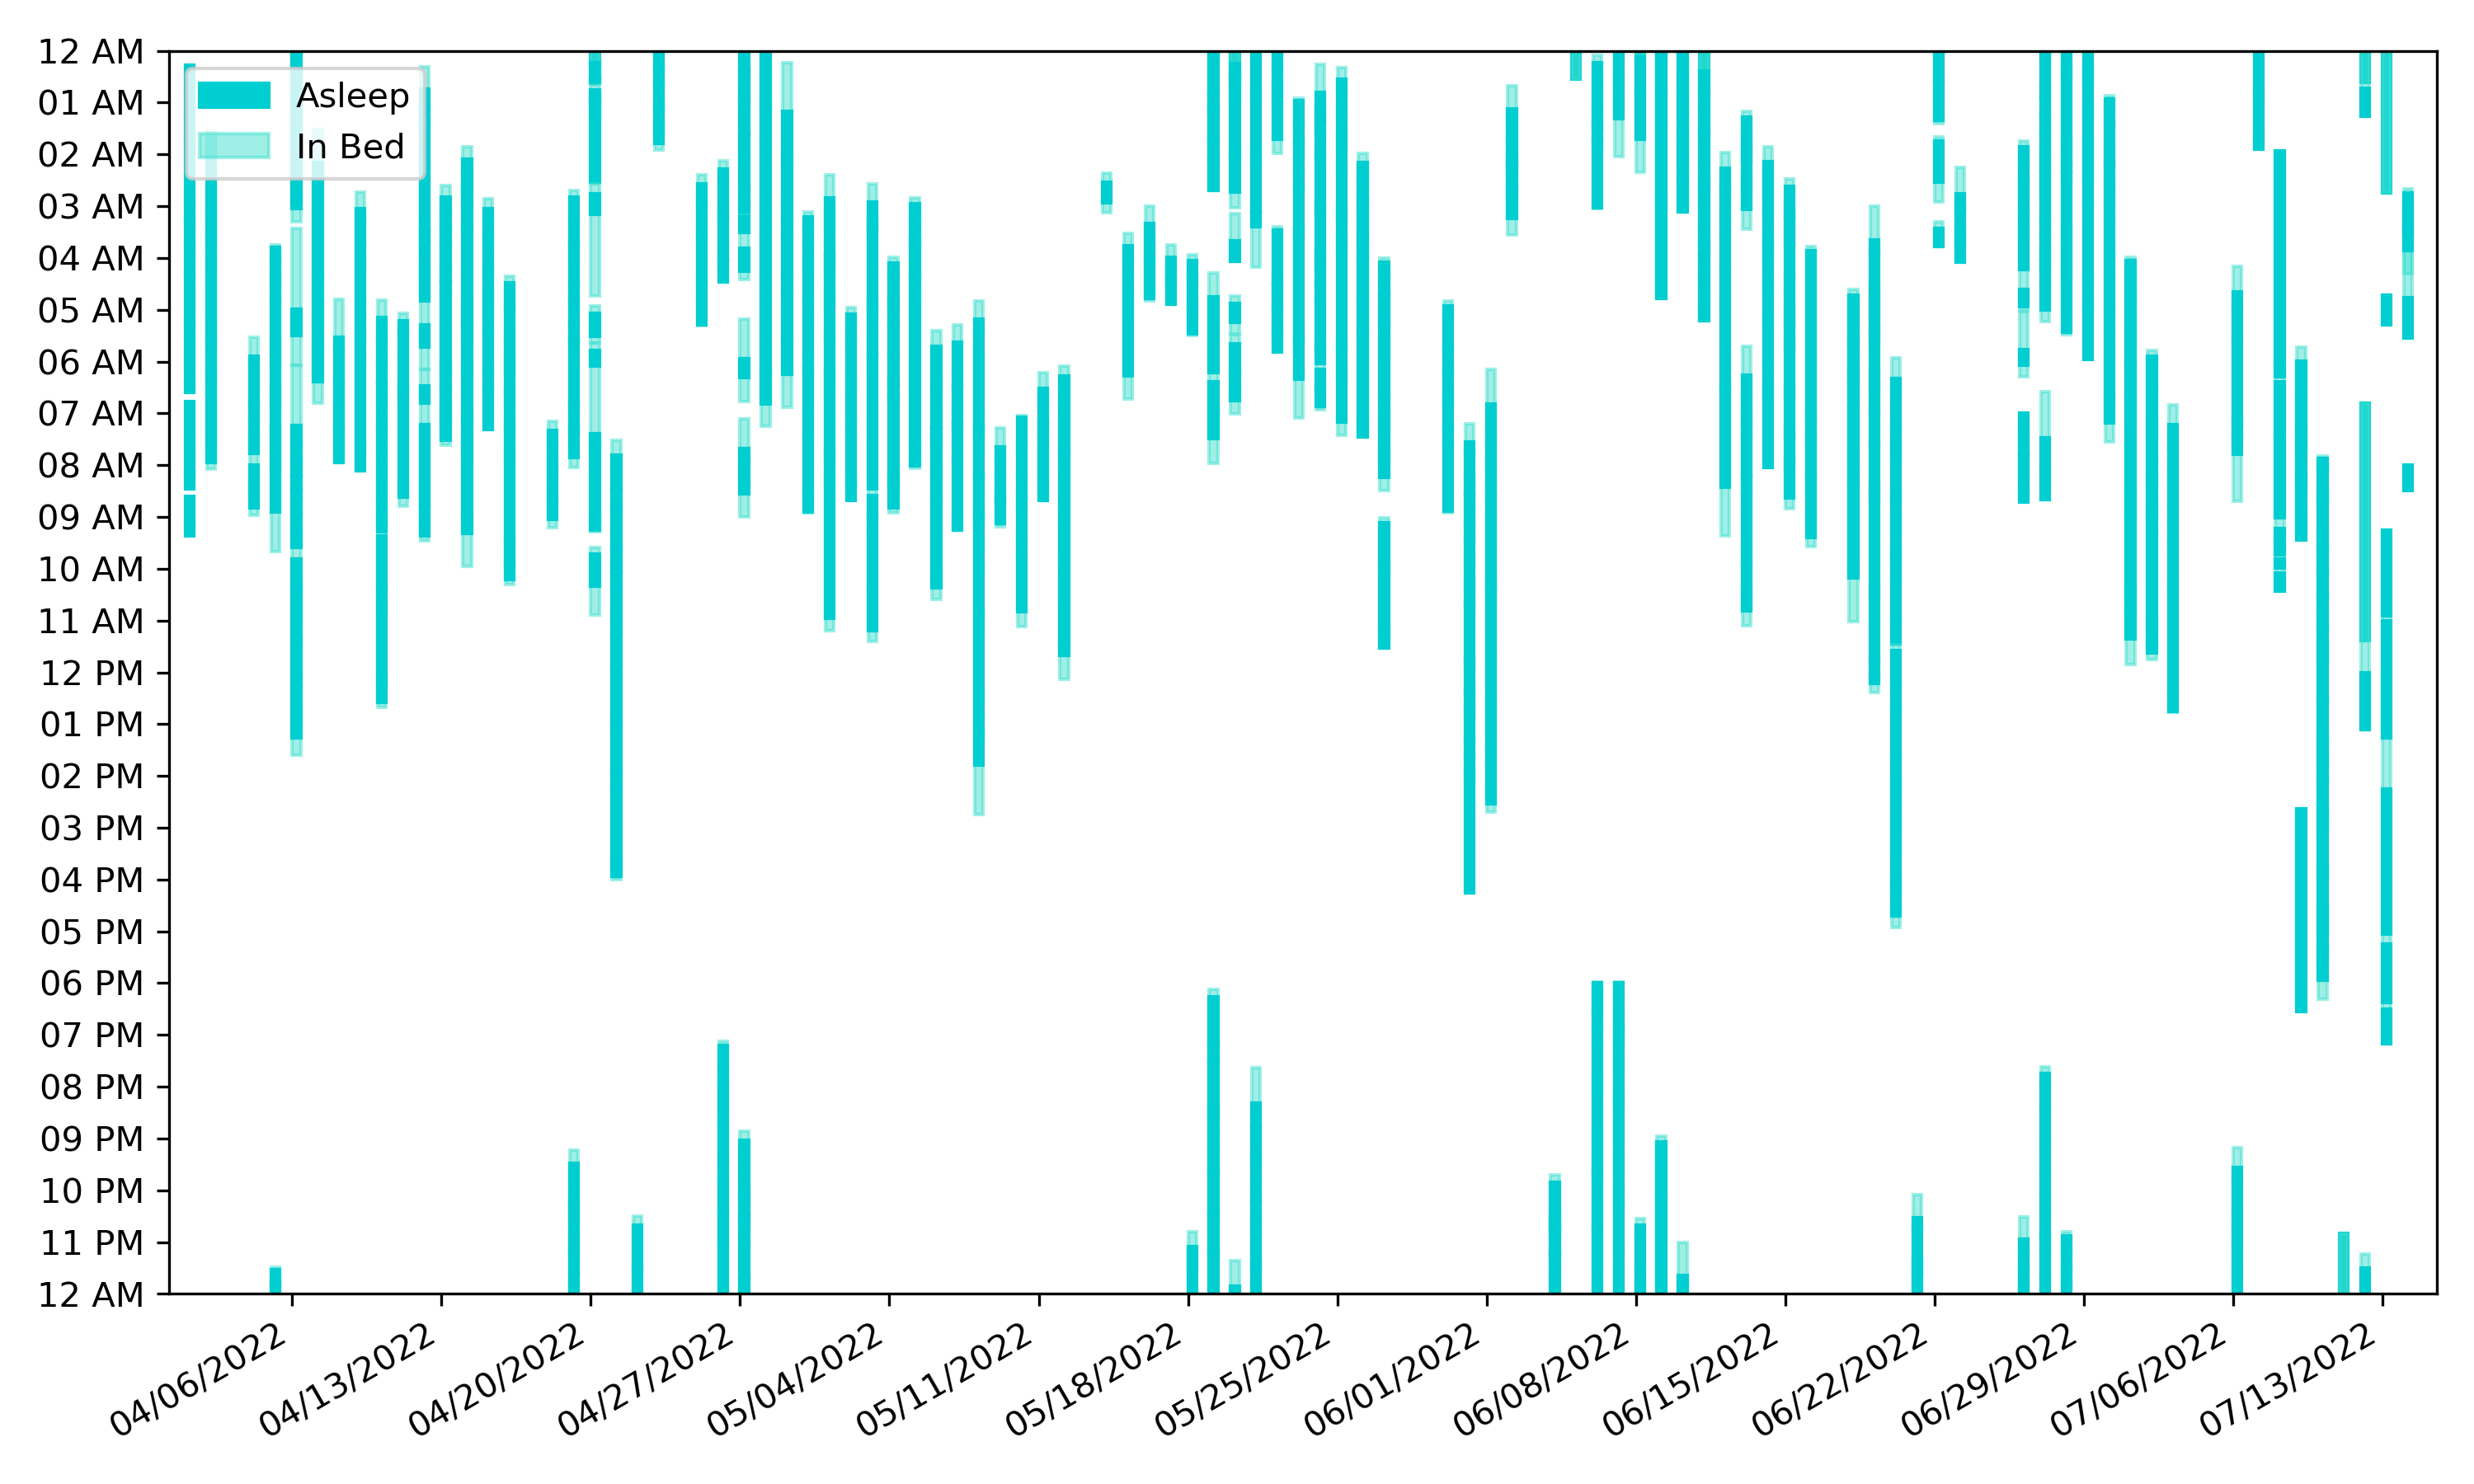 12 AM
01 AM
02 AM
03 AM
04 AM
05 AM
06 AM
07 AM
08 AM
09 AM
10 AM
11 AM
12 PM
01 PM
02 PM
03 PM
04 PM
05 PM
06 PM
07 PM
08 PM
09 PM
10 PM
11 PM
12 AM
Asleep
In Bed
04/06/2022
04/13/2022
04/20/2022
04/27/2022
05/04/2022
05/11/2022
05/18/2022
05/25/2022
06/01/2022
06/08/2022
06/15/2022
06/22/2022
06/29/2022
07/06/2022
07/13/2022